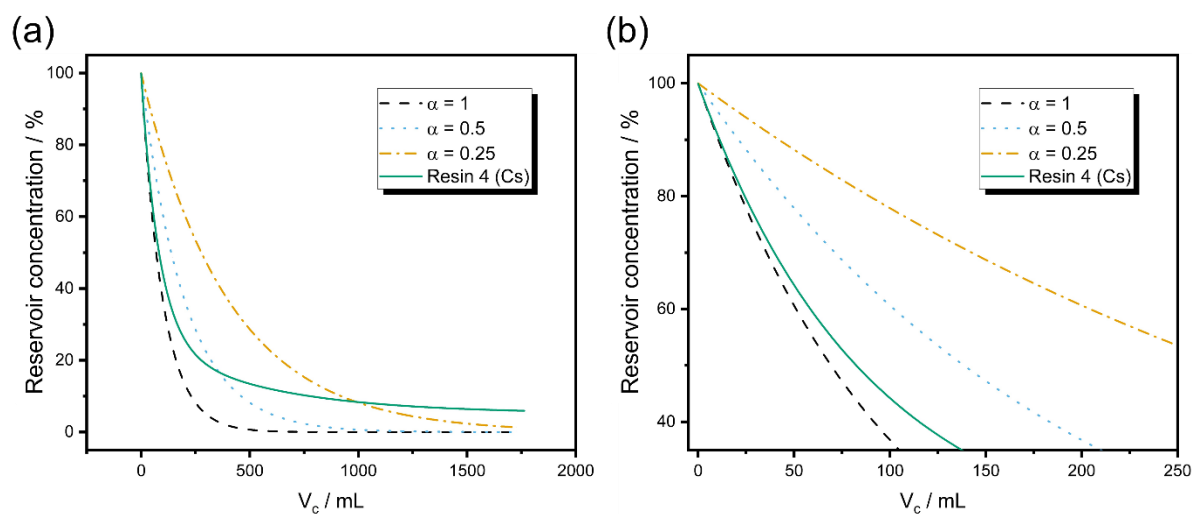 (a)
Reservoir concentration / %
100
80
60
40
20
0
α = 1
α = 0.5
α = 0.25
Resin 4 (Cs)
0 500 1000 1500 2000
V_c / mL
(b)
Reservoir concentration / %
100
80
60
40
α = 1
α = 0.5
α = 0.25
Resin 4 (Cs)
0 50 100 150 200 250
V_c / mL